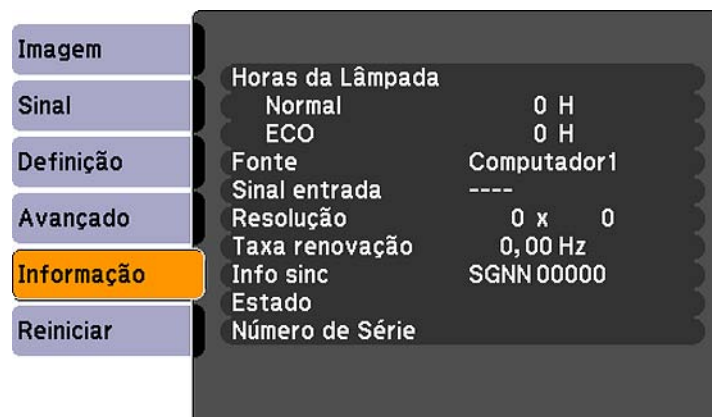 Imagem
Sinal
Definição
Avançado
Informação
Reiniciar
Horas da Lâmpada
Normal 0 H
ECO 0 H
Fonte Computador1
Sinal entrada ----
Resolução 0 x 0
Taxa renovação 0,00 Hz
Info sinc SGNN 00000
Estado
Número de Série